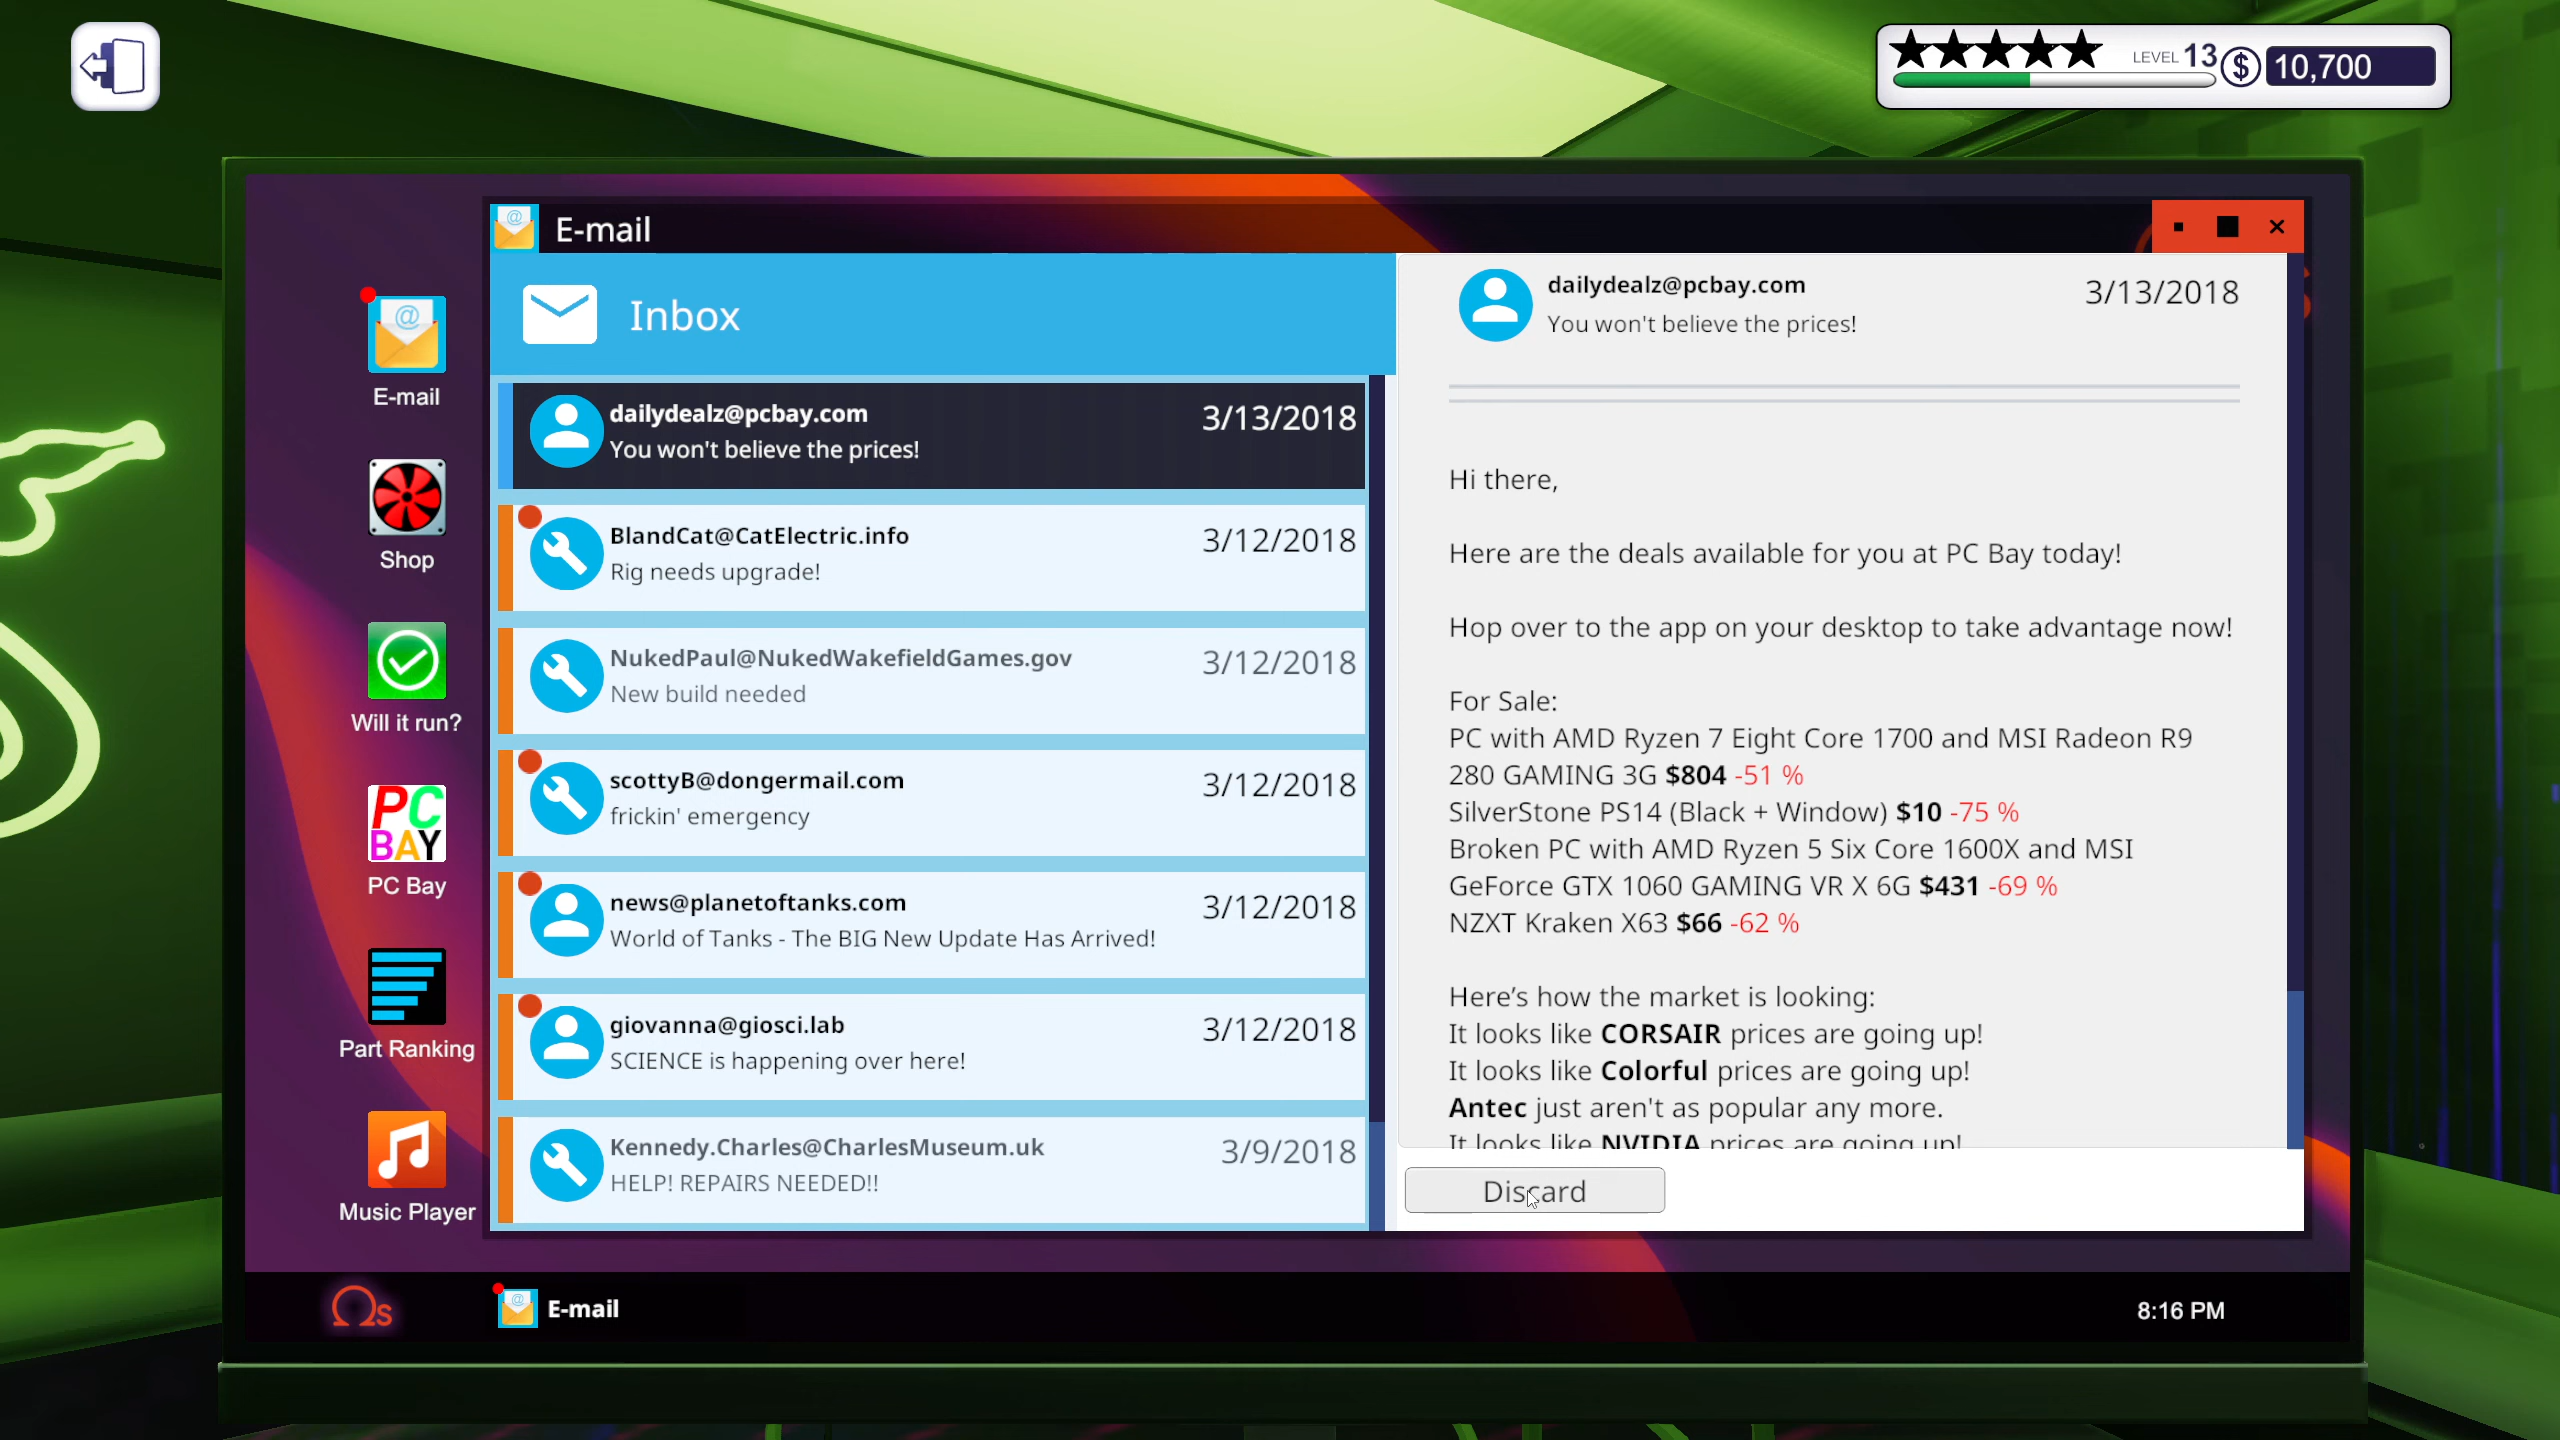 LEVEL 13
$ 10,700
E-mail
Inbox
dailydealz@pcbay.com
3/13/2018
You won't believe the prices!
BlandCat@CatElectric.info
3/12/2018
Rig needs upgrade!
NukedPaul@NukedWakefieldGames.gov
3/12/2018
New build needed
scottyB@dongermail.com
3/12/2018
frickin' emergency
news@planetoftanks.com
3/12/2018
World of Tanks - The BIG New Update Has Arrived!
giovanna@giosci.lab
3/12/2018
SCIENCE is happening over here!
Kennedy.Charles@CharlesMuseum.uk
3/9/2018
HELP! REPAIRS NEEDED!!
dailydealz@pcbay.com
3/13/2018
You won't believe the prices!
Hi there,
Here are the deals available for you at PC Bay today!
Hop over to the app on your desktop to take advantage now!
For Sale:
PC with AMD Ryzen 7 Eight Core 1700 and MSI Radeon R9
280 GAMING 3G $804 -51 %
SilverStone PS14 (Black + Window) $10 -75 %
Broken PC with AMD Ryzen 5 Six Core 1600X and MSI
GeForce GTX 1060 GAMING VR X 6G $431 -69 %
NZXT Kraken X63 $66 -62 %
Here’s how the market is looking:
It looks like CORSAIR prices are going up!
It looks like Colorful prices are going up!
Antec just aren't as popular any more.
It looks like NVIDIA prices are going up!
Discard
E-mail
Shop
Will it run?
PC
BAY
PC Bay
Part Ranking
Music Player
Ωs
E-mail
8:16 PM